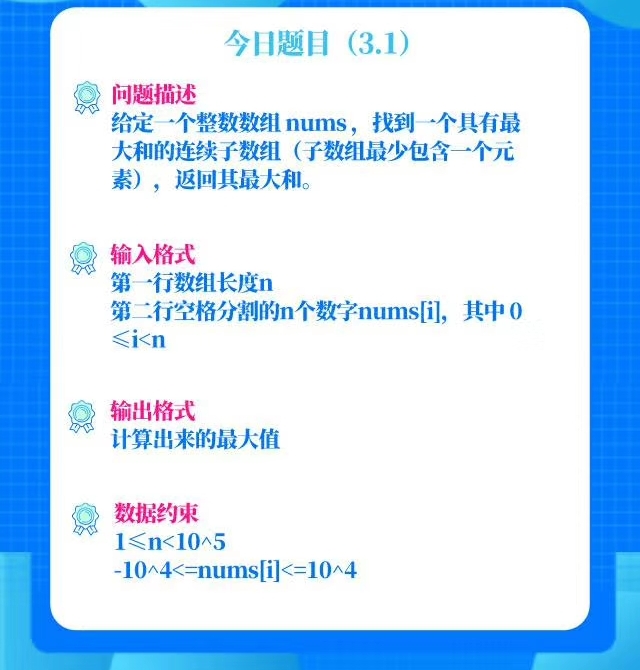 今日题目（3.1）
问题描述
给定一个整数数组 nums，找到一个具有最
大和的连续子数组（子数组最少包含一个元
素），返回其最大和。
输入格式
第一行数组长度n
第二行空格分割的n个数字nums[i]，其中 0
≤i<n
输出格式
计算出来的最大值
数据约束
1≤n<10^5
-10^4<=nums[i]<=10^4